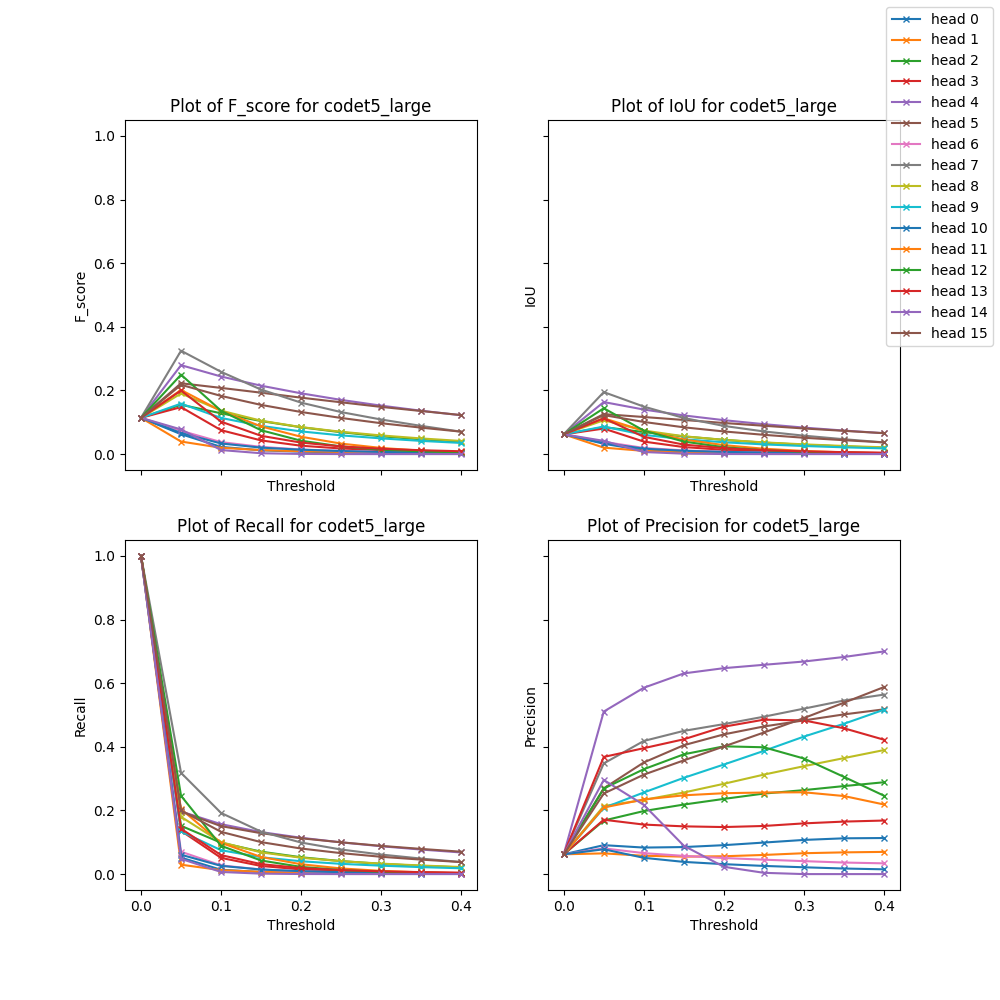 head 0
head 1
head 2
head 3
head 4
head 5
head 6
head 7
head 8
head 9
head 10
head 11
head 12
head 13
head 14
head 15
Plot of F_score for codet5_large
1.0
0.8
0.6
0.4
0.2
0.0
F_score
Threshold
Plot of IoU for codet5_large
IoU
Threshold
Plot of Recall for codet5_large
1.0
0.8
0.6
0.4
0.2
0.0
Recall
0.0 0.1 0.2 0.3 0.4
Threshold
Plot of Precision for codet5_large
Precision
0.0 0.1 0.2 0.3 0.4
Threshold